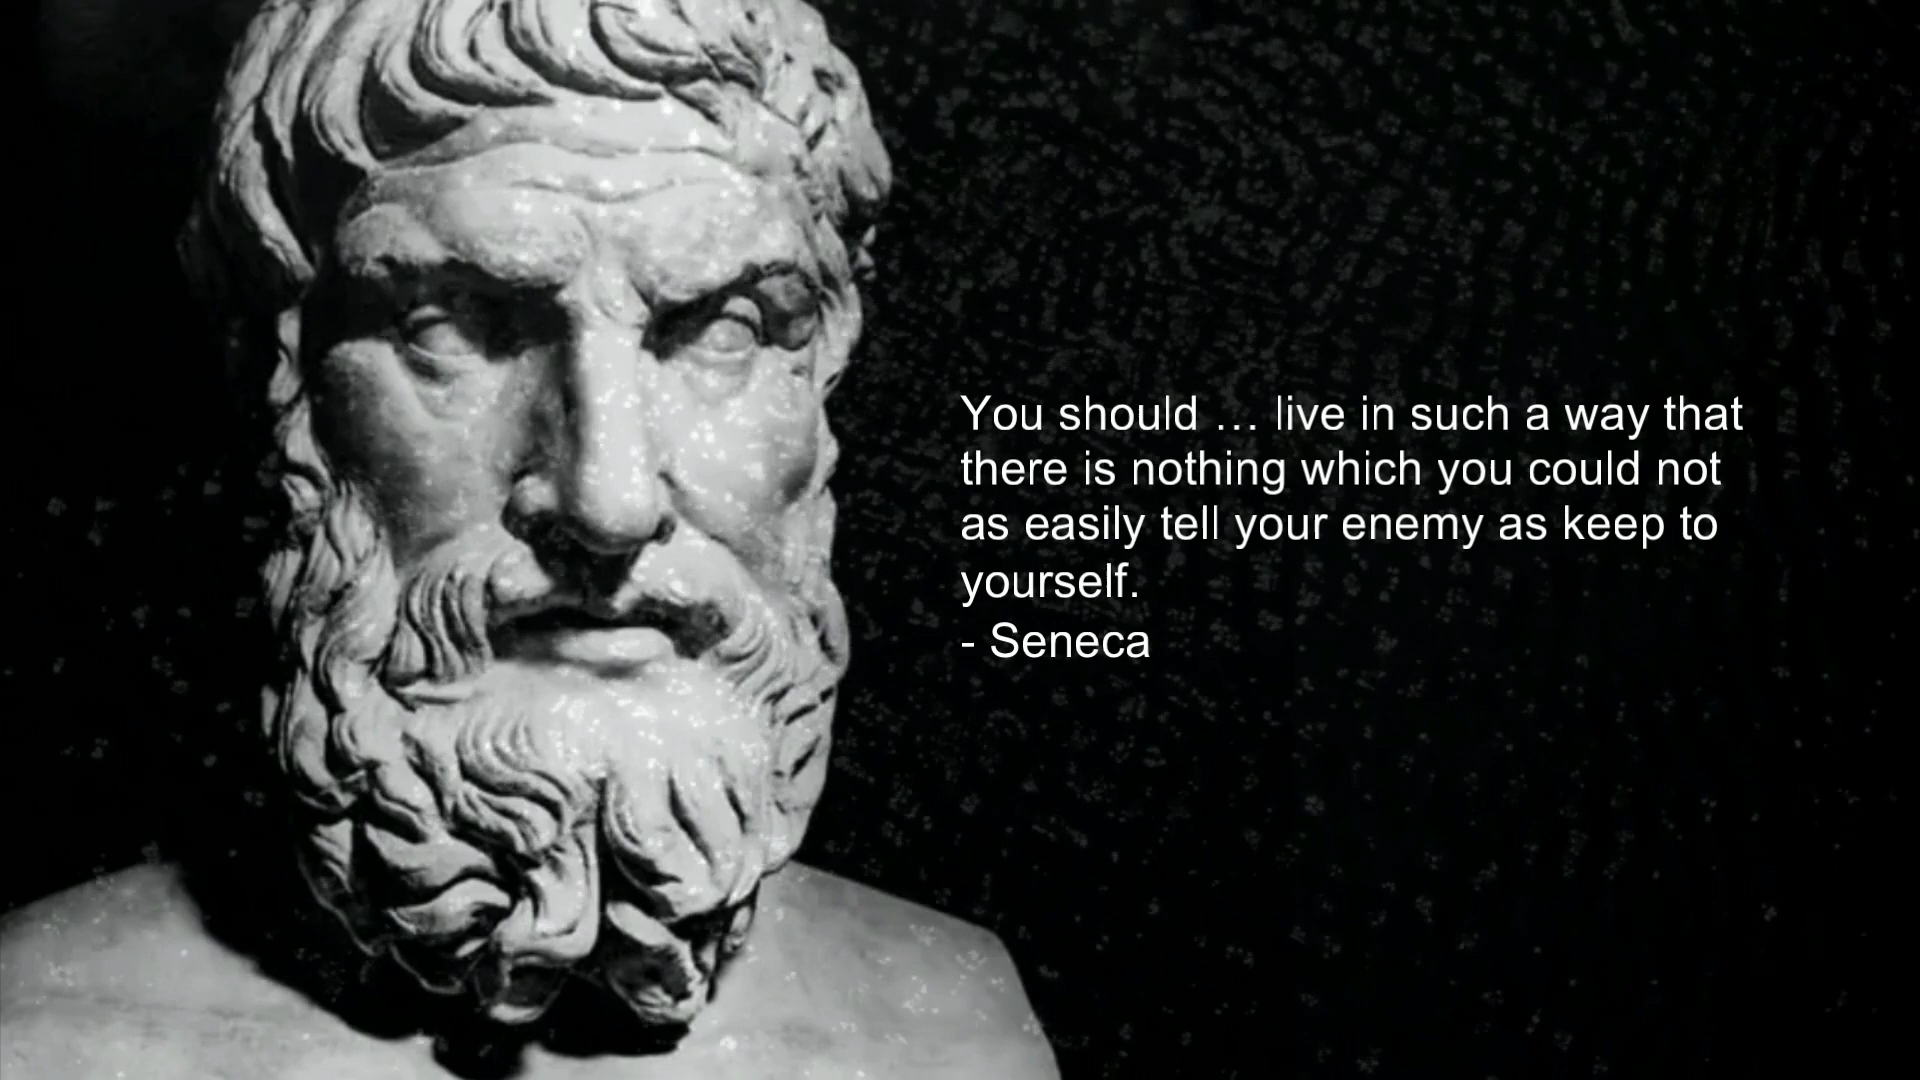 You should … live in such a way that
there is nothing which you could not
as easily tell your enemy as keep to
yourself.
- Seneca